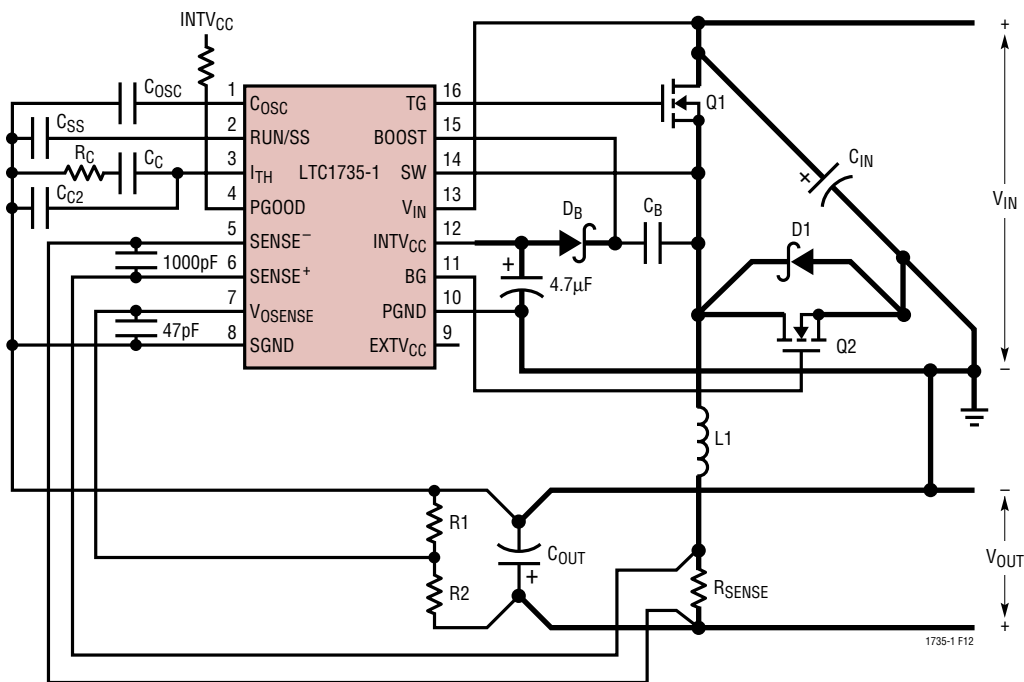 INTVCC
COSC
CSS
RC
CC
CC2
1
2
3
4
5
6
7
8
COSC
RUN/SS
ITH
PGOOD
SENSE–
SENSE+
VOSENSE
SGND
LTC1735-1
TG
BOOST
SW
VIN
INTVCC
BG
PGND
EXTVCC
16
15
14
13
12
11
10
9
1000pF
47pF
DB
CB
+
4.7µF
Q1
+
CIN
D1
Q2
+
VIN
–
L1
R1
R2
COUT
+
RSENSE
–
VOUT
+
1735-1 F12